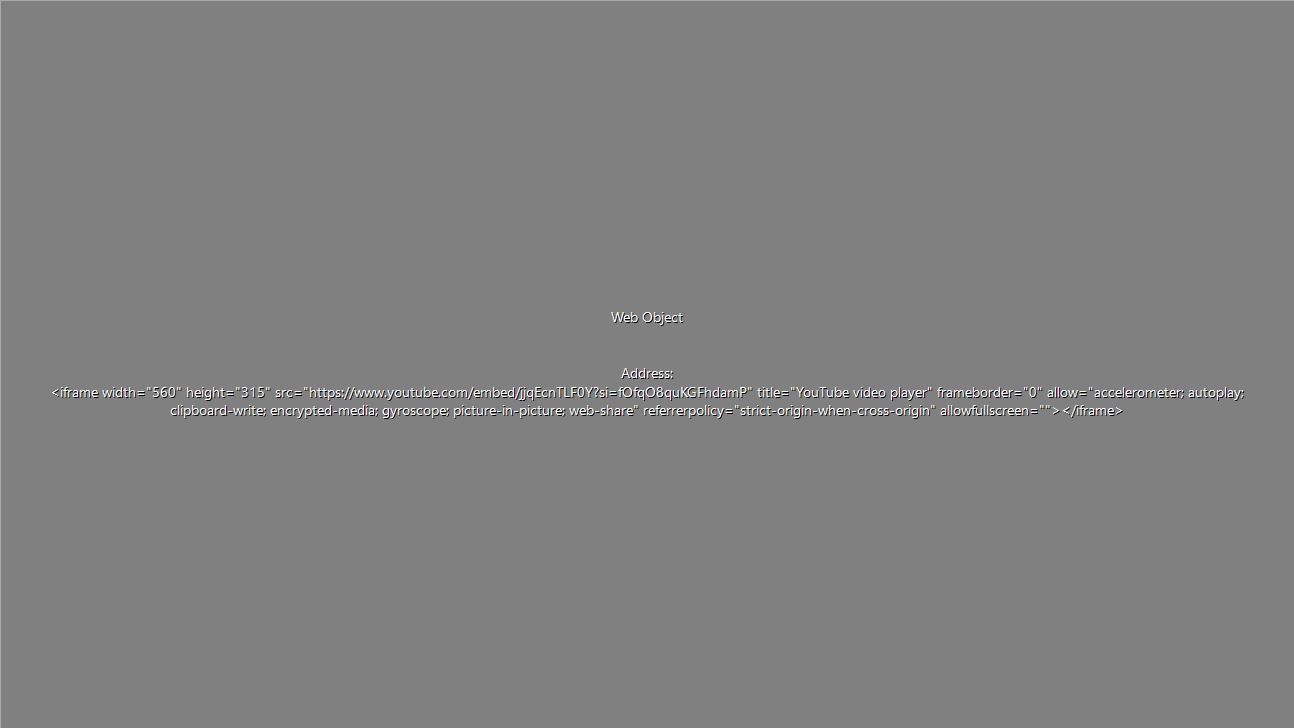 Web Object
Address:
<iframe width="560" height="315" src="https://www.youtube.com/embed/jjqEcnTLF0Y?si=fOfqO8quKGFhdamP" title="YouTube video player" frameborder="0" allow="accelerometer; autoplay;
clipboard-write; encrypted-media; gyroscope; picture-in-picture; web-share" referrerpolicy="strict-origin-when-cross-origin" allowfullscreen=""></iframe>